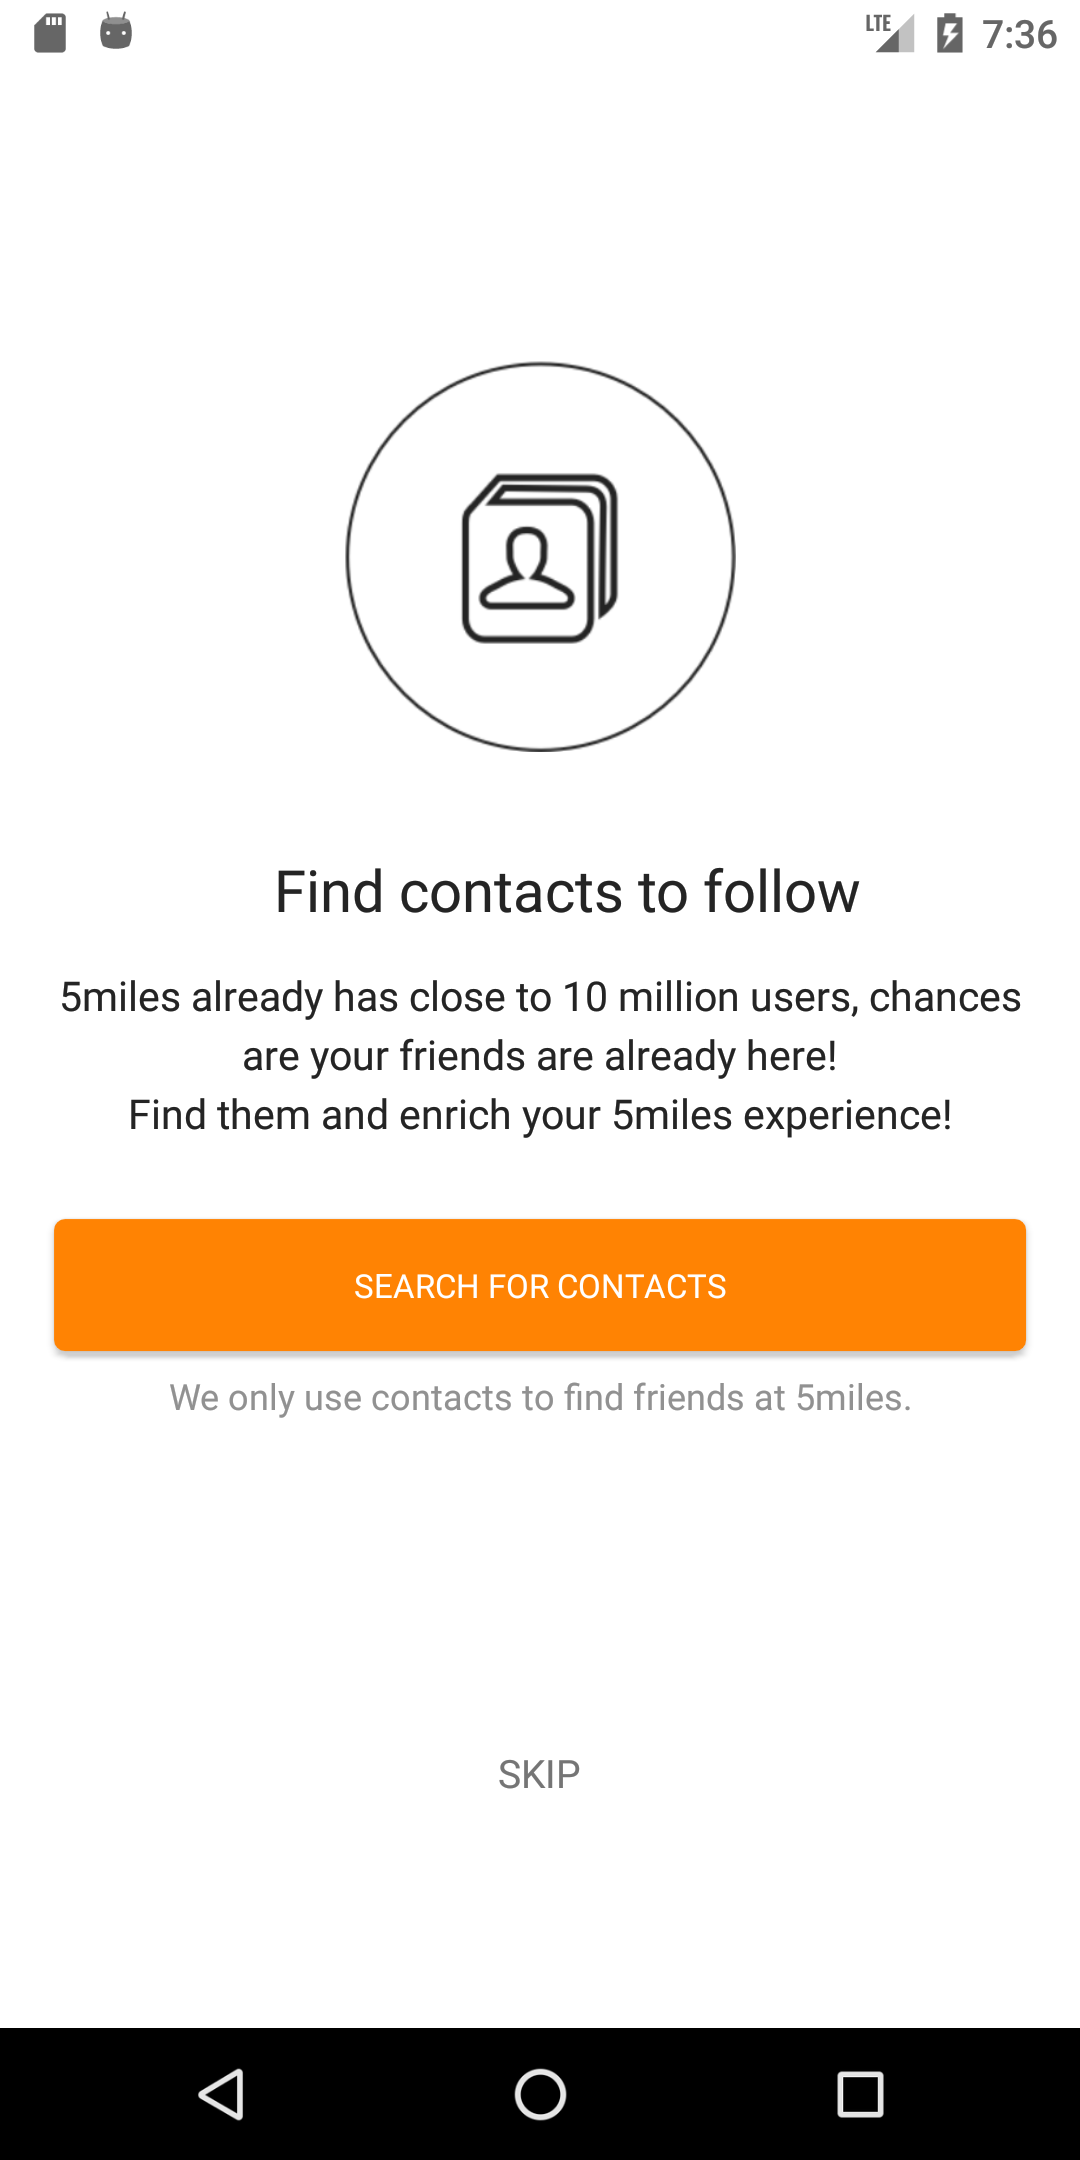 LTE 7:36
Find contacts to follow
5miles already has close to 10 million users, chances
are your friends are already here!
Find them and enrich your 5miles experience!
SEARCH FOR CONTACTS
We only use contacts to find friends at 5miles.
SKIP